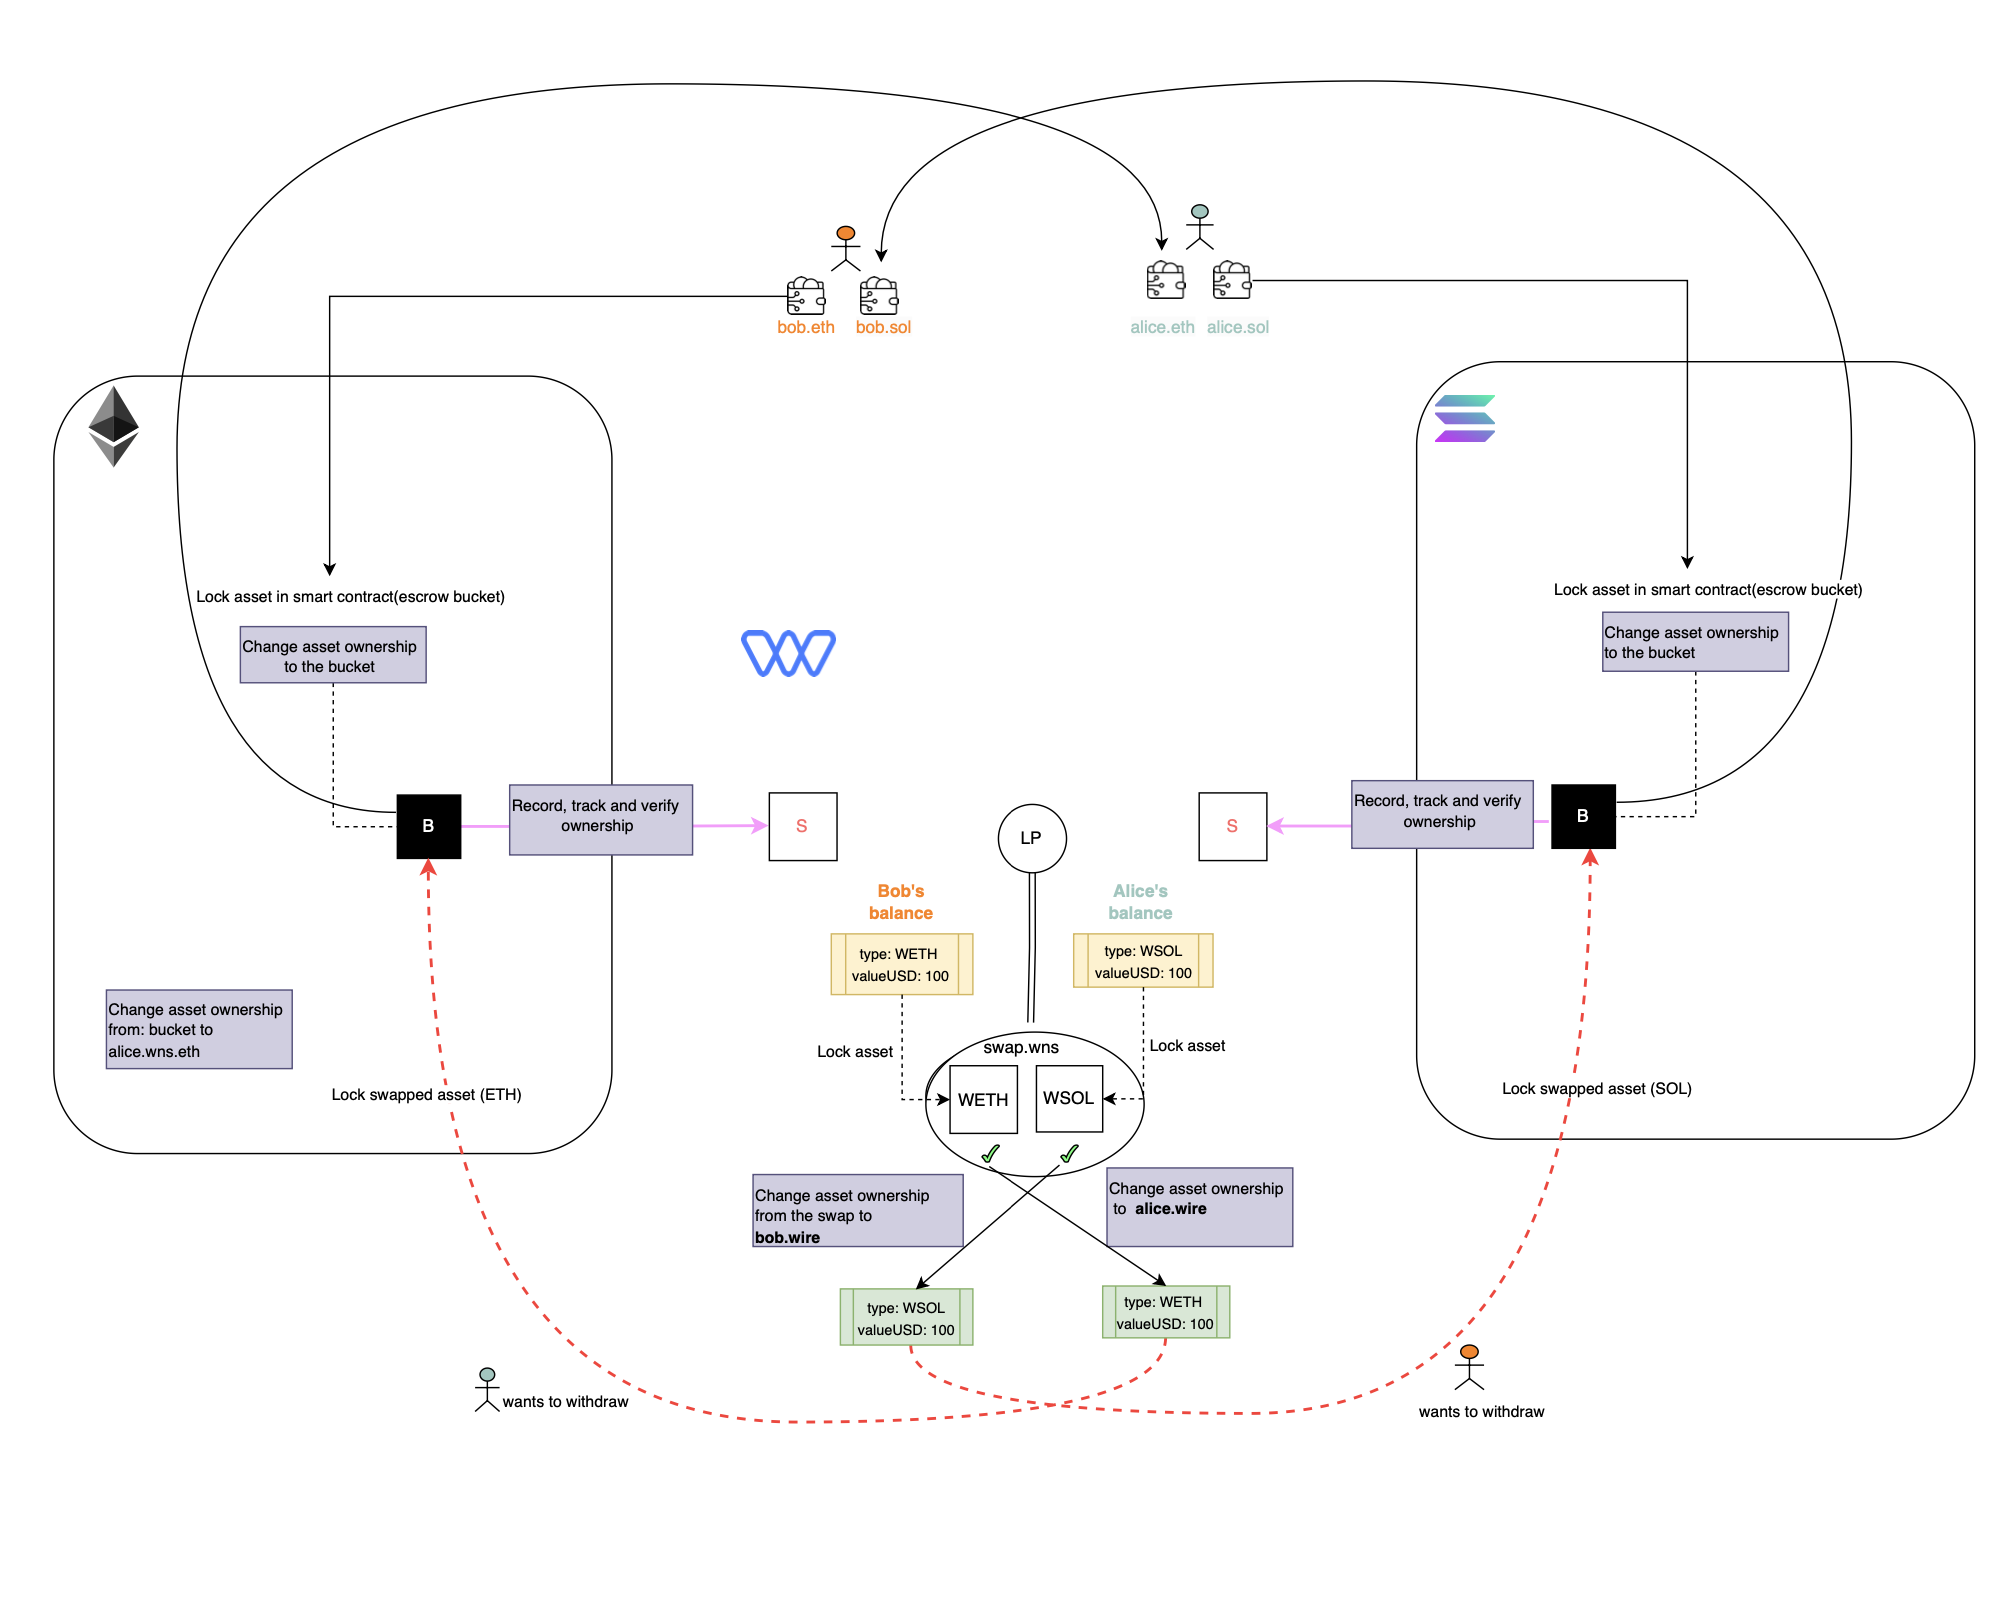 bob.eth
bob.sol
alice.eth
alice.sol
Lock asset in smart contract(escrow bucket)
Change asset ownership
to the bucket
Lock asset in smart contract(escrow bucket)
Change asset ownership
to the bucket
B
Record, track and verify
ownership
S
LP
S
Record, track and verify
ownership
B
Bob's
balance
Alice's
balance
type: WETH
valueUSD: 100
type: WSOL
valueUSD: 100
Change asset ownership
from: bucket to
alice.wns.eth
Lock asset
swap.wns
Lock asset
WETH
WSOL
Lock swapped asset (ETH)
Lock swapped asset (SOL)
Change asset ownership
from the swap to
bob.wire
Change asset ownership
to alice.wire
type: WSOL
valueUSD: 100
type: WETH
valueUSD: 100
wants to withdraw
wants to withdraw